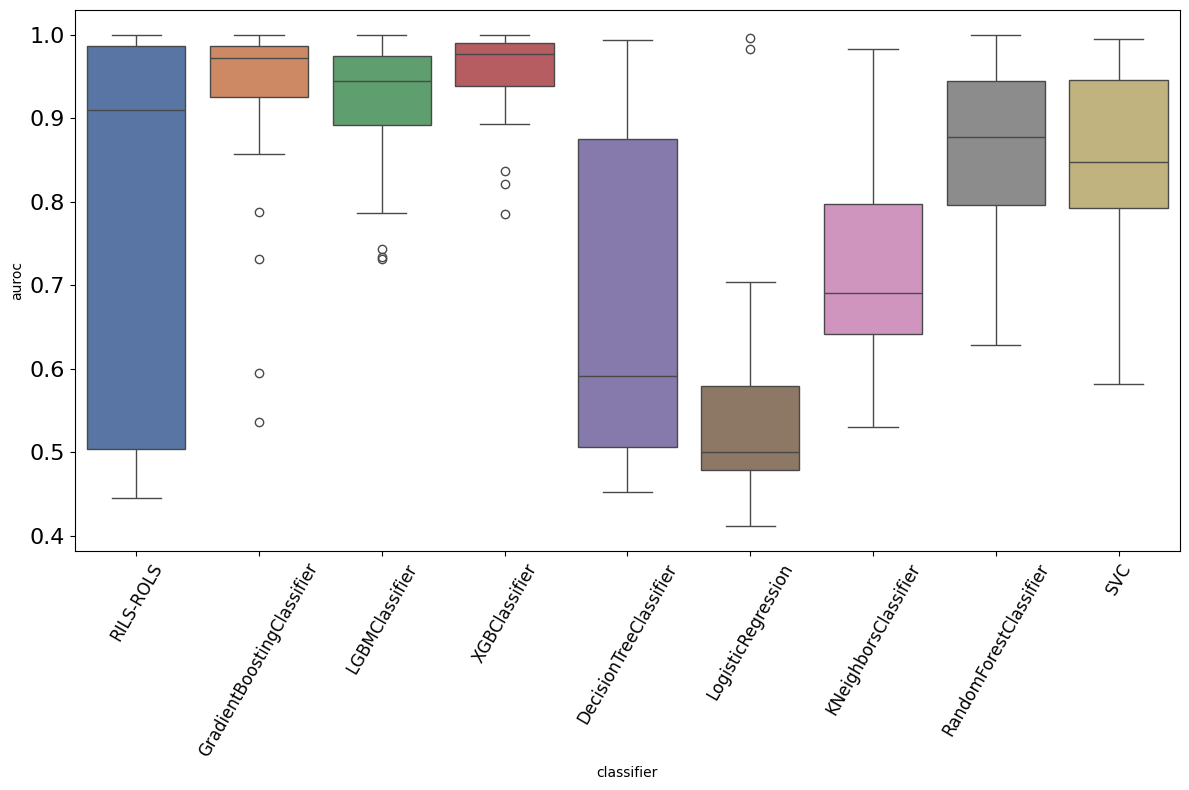 1.0
0.9
0.8
0.7
0.6
0.5
0.4
auroc
RILS-ROLS
GradientBoostingClassifier
LGBMClassifier
XGBClassifier
DecisionTreeClassifier
LogisticRegression
KNeighborsClassifier
RandomForestClassifier
SVC
classifier